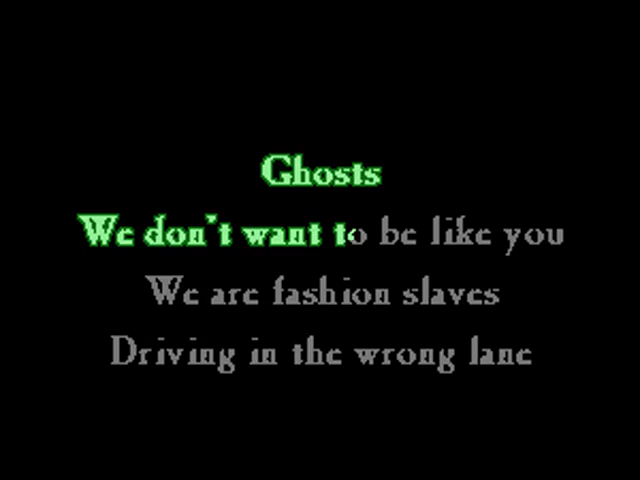 Ghosts
We don't want to be like you
We are fashion slaves
Driving in the wrong lane